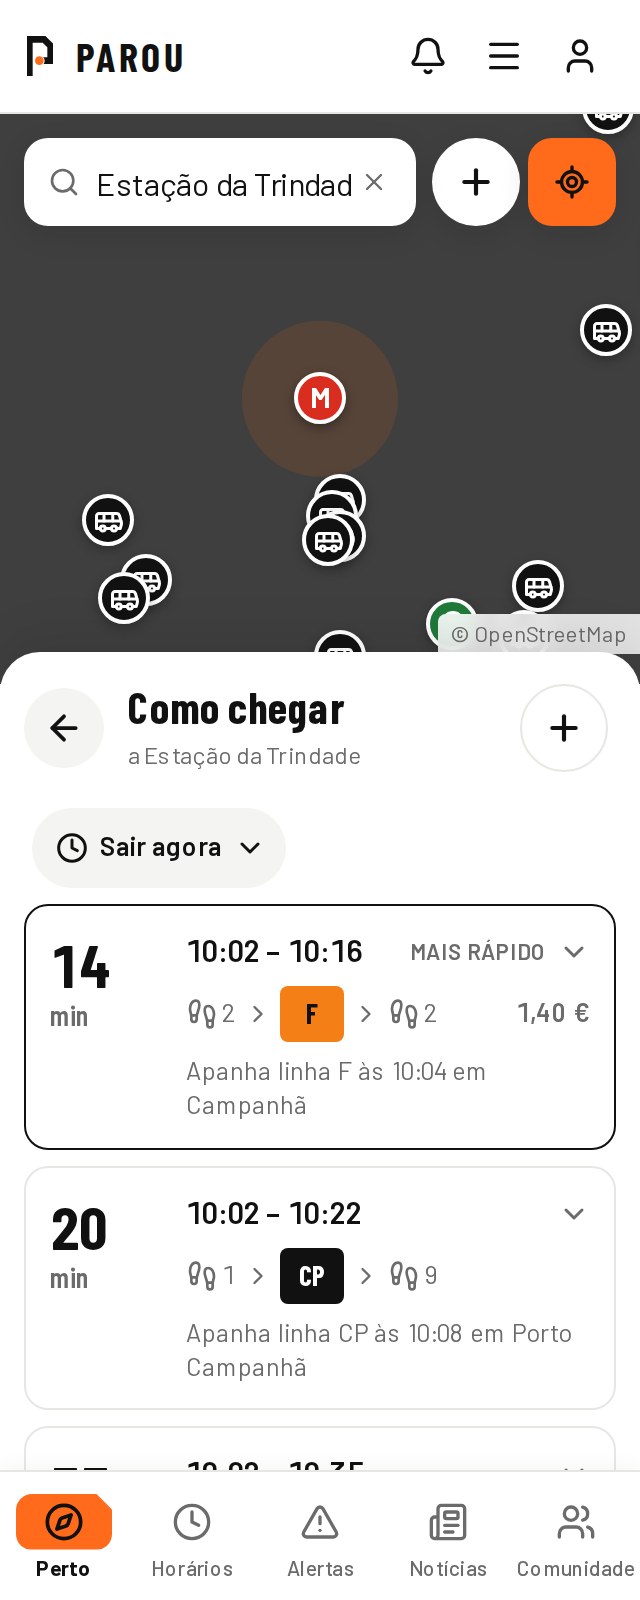 PAROU
Estação da Trindad
M
© OpenStreetMap
Como chegar
a Estação da Trindade
Sair agora
14
min
10:02 – 10:16
MAIS RÁPIDO
2 > F > 2
1,40 €
Apanha linha F às 10:04 em
Campanhã
20
min
10:02 – 10:22
1 > CP > 9
Apanha linha CP às 10:08 em Porto
Campanhã
Perto
Horários
Alertas
Notícias
Comunidade